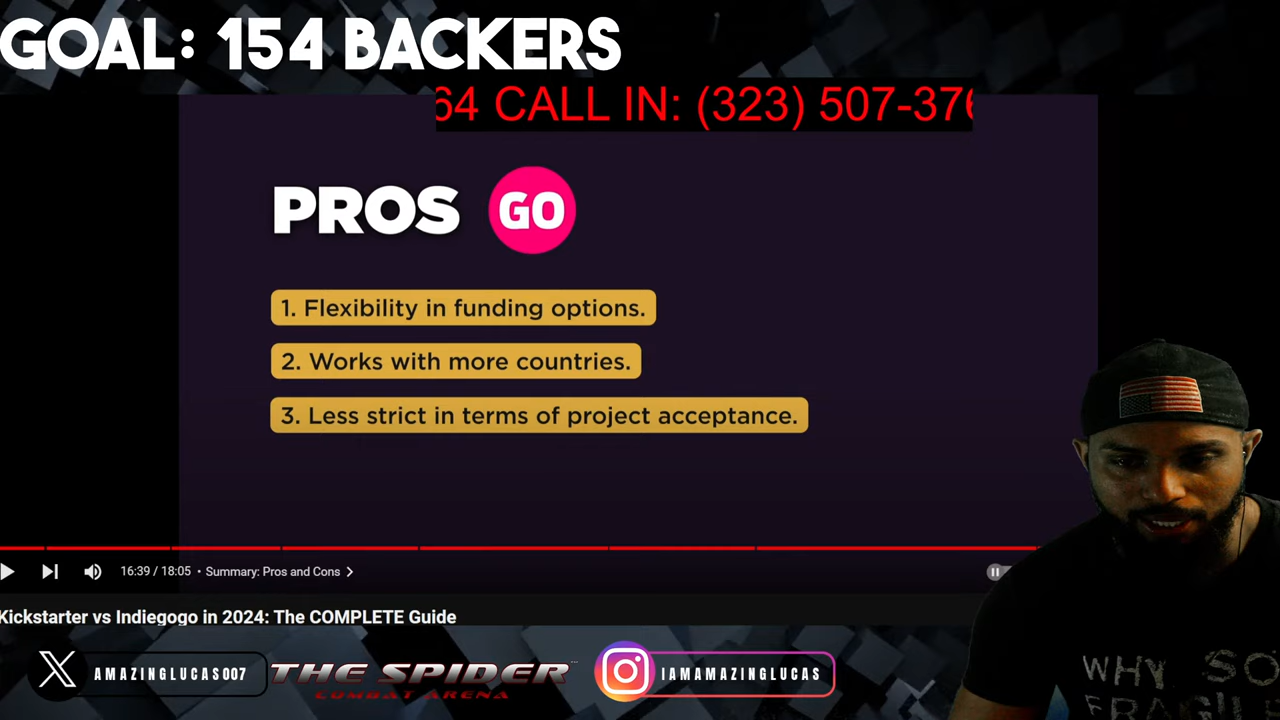 GOAL: 154 BACKERS
64 CALL IN: (323) 507-376
PROS GO
1. Flexibility in funding options.
2. Works with more countries.
3. Less strict in terms of project acceptance.
16:39 / 18:05 • Summary: Pros and Cons >
Kickstarter vs Indiegogo in 2024: The COMPLETE Guide
X AMAZINGLUCAS007
THE SPIDER
COMBAT ARENA
IAMAMAZINGLUCAS
WHY SO
FRAGIL